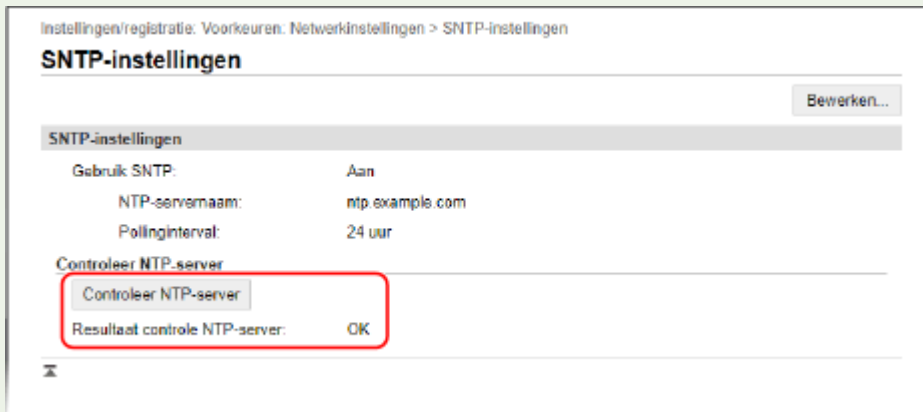 Instellingen/registratie: Voorkeuren: Netwerkinstellingen > SNTP-instellingen
SNTP-instellingen
Bewerken...
SNTP-instellingen
Gebruik SNTP: Aan
NTP-servernaam: ntp.example.com
Pollinginterval: 24 uur
Controleer NTP-server
Controleer NTP-server
Resultaat controle NTP-server: OK